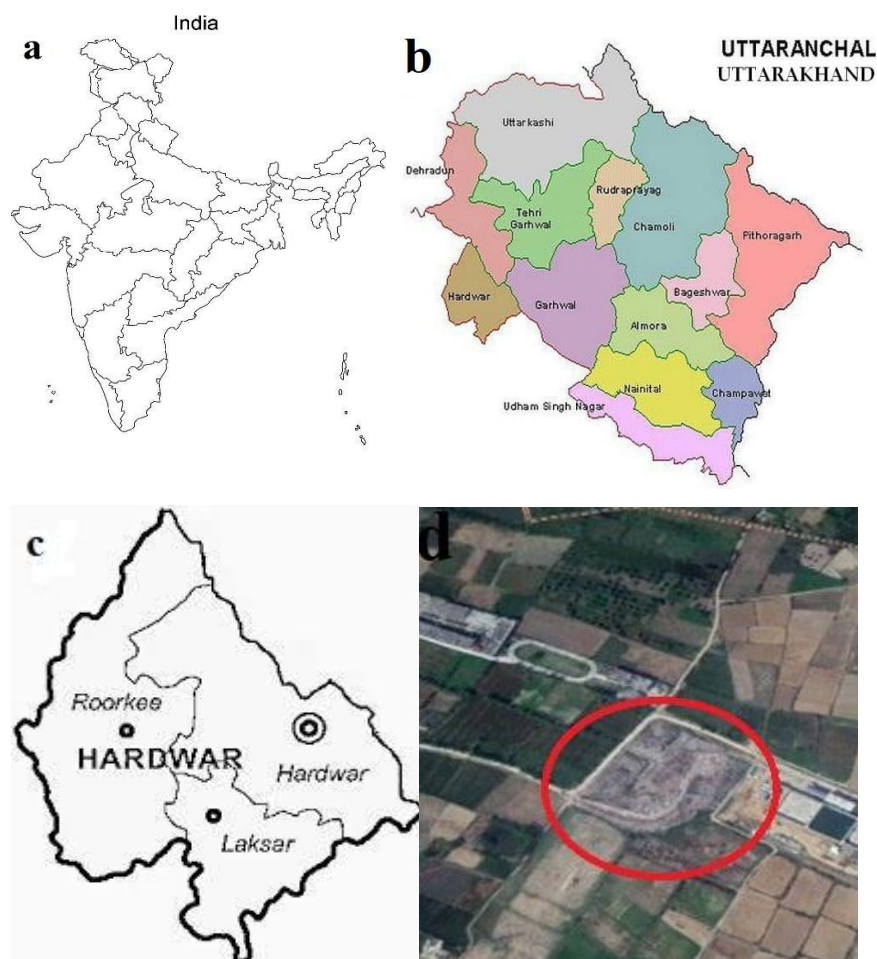 India
a
b
UTTARANCHAL
UTTARAKHAND
Uttarkashi
Dehradun
Rudraprayag
Tehri
Garhwal
Chamoli
Pithoragarh
Hardwar
Garhwal
Bageshwar
Almora
Nainital
Champawat
Udham Singh Nagar
c
Roorkee
HARDWAR
Hardwar
Laksar
d